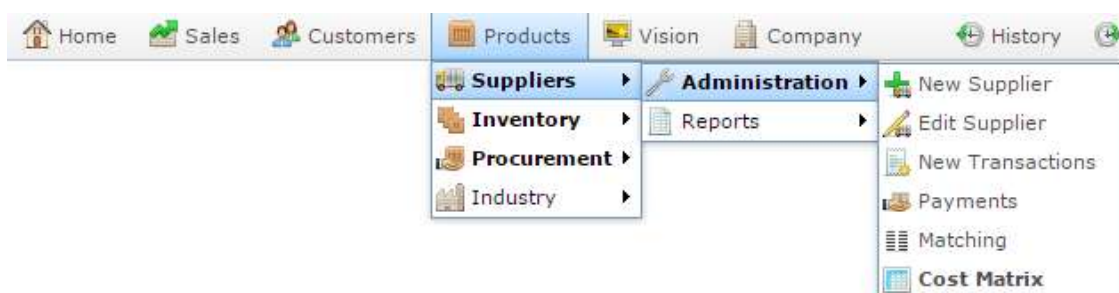 Home Sales Customers Products Vision Company History
Suppliers Administration New Supplier
Inventory Reports Edit Supplier
Procurement New Transactions
Industry Payments
Matching
Cost Matrix